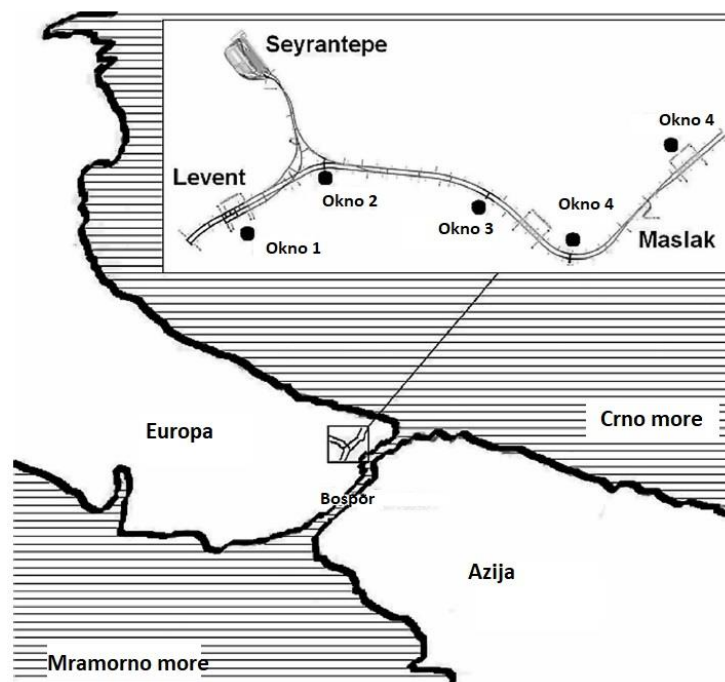 Seyrantepe
Okno 4
Levent
Okno 2
Okno 3
Okno 4
Okno 1
Maslak
Crno more
Europa
Bospor
Azija
Mramorno more